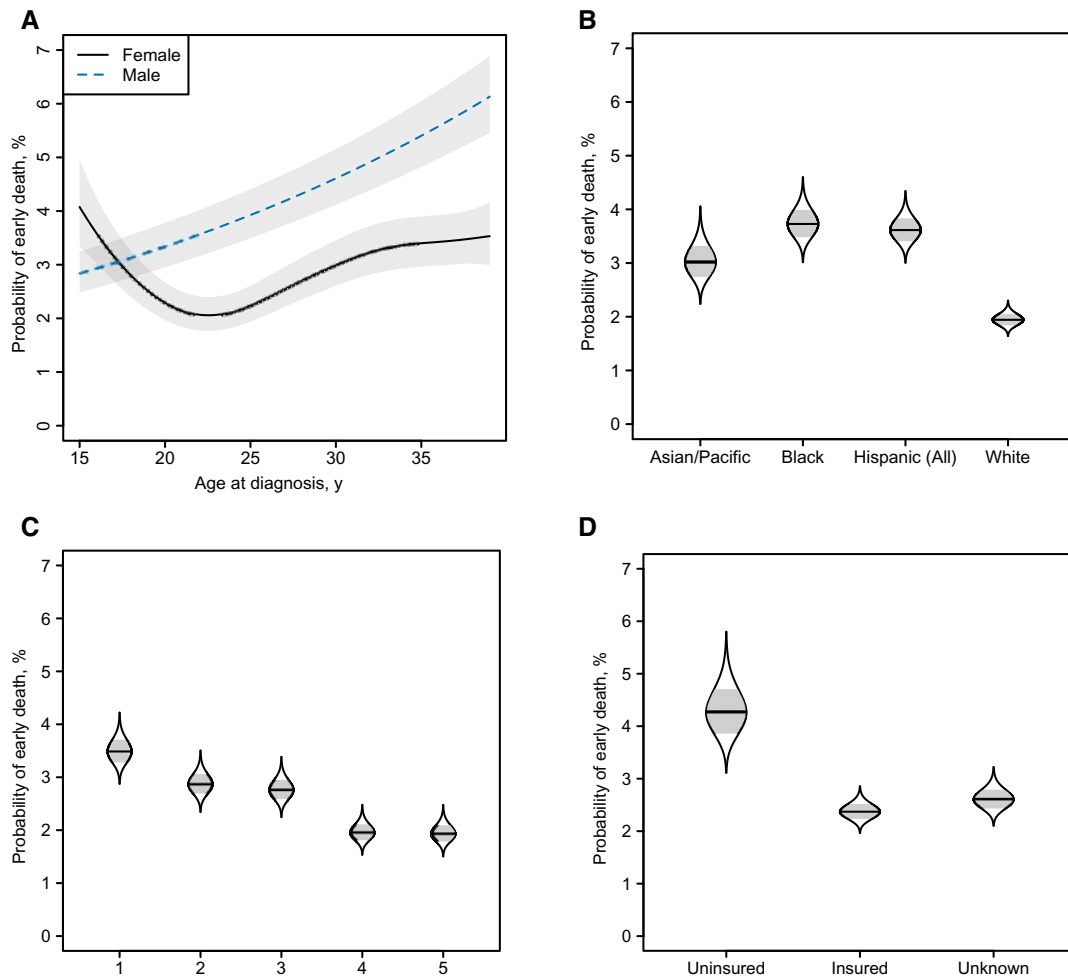 A
Female
Male
Probability of early death, %
7
6
5
4
3
2
1
0
15 20 25 30 35
Age at diagnosis, y
B
Probability of early death, %
7
6
5
4
3
2
1
0
Asian/Pacific Black Hispanic (All) White
C
Probability of early death, %
7
6
5
4
3
2
1
0
1 2 3 4 5
D
Probability of early death, %
7
6
5
4
3
2
1
0
Uninsured Insured Unknown